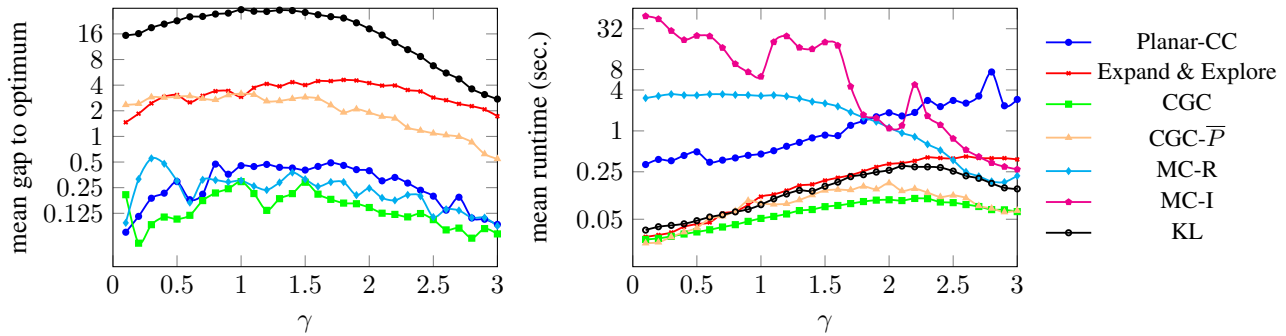 mean gap to optimum
16
8
4
2
1
0.5
0.25
0.125
0.5
1
1.5
2
2.5
3
γ
mean runtime (sec.)
32
8
4
1
0.25
0.05
0
0.5
1
1.5
2
2.5
3
γ
Planar-CC
Expand & Explore
CGC
CGC-P̅
MC-R
MC-I
KL